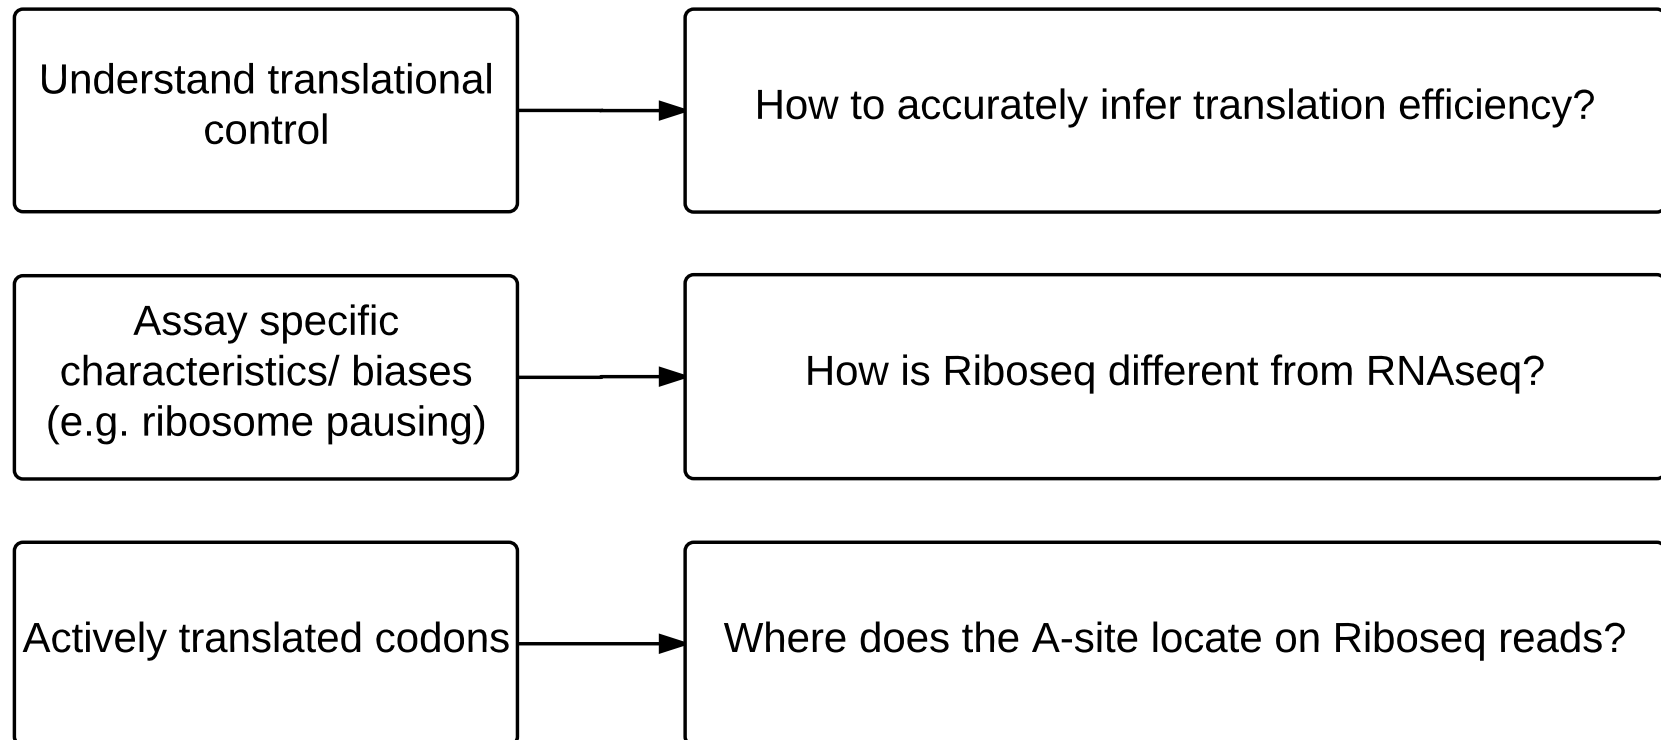 Understand translational
control
How to accurately infer translation efficiency?
Assay specific
characteristics/ biases
(e.g. ribosome pausing)
How is Riboseq different from RNAseq?
Actively translated codons
Where does the A-site locate on Riboseq reads?